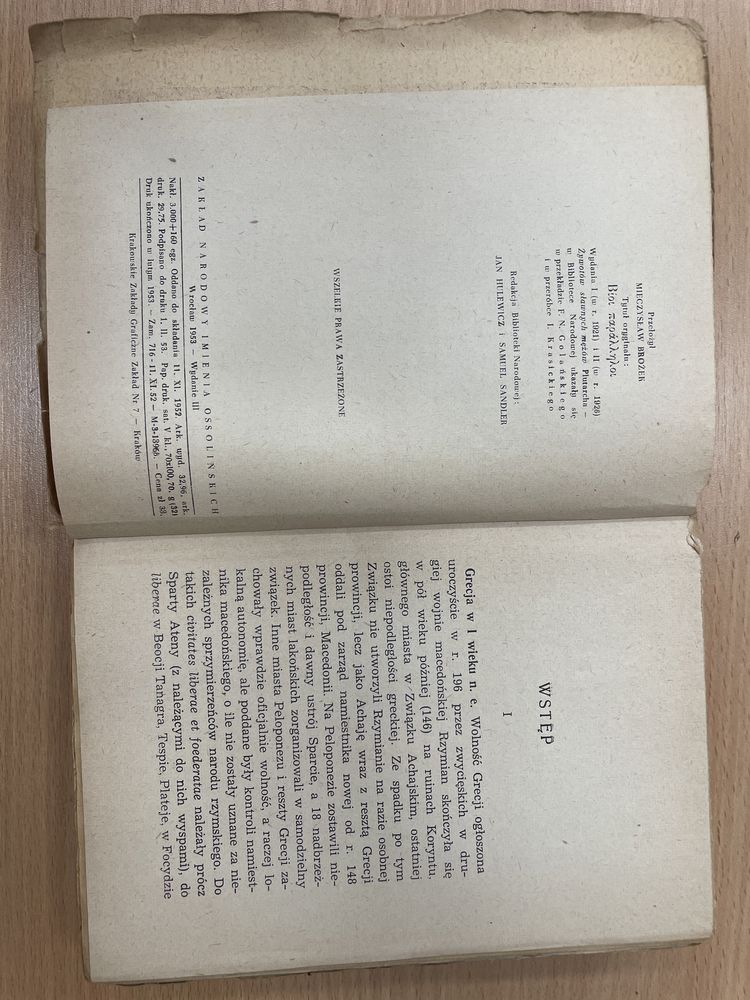 Przełożył
MIECZYSŁAW BROŻEK
Tytuł oryginału:
Βίοι παράλληλοι
Wydania I (w r. 1921) i II (w r. 1928)
Żywotów sławnych mężów Plutarcha —
w Bibliotece Narodowej ukazały się
w przekładzie F. N. Golańskiego
i w przeróbce I. Krasickiego
Redakcja Biblioteki Narodowej:
JAN HULEWICZ i SAMUEL SANDLER
WSZELKIE PRAWA ZASTRZEŻONE
ZAKŁAD NARODOWY IMIENIA OSSOLIŃSKICH
Wrocław 1953 — Wydanie III
Nakł. 3.000+160 egz. Oddano do składania 11. XI. 1952. Ark. wyd. 32,96, ark.
druk. 29,75. Podpisano do druku 1. II. 53. Pap. druk. sat. V kl., 70x100, 70. g (32)
Druk ukończono w lutym 1953. — Zam. 716 - 11. XI. 52 — M-3-18968. — Cena zł 38.
Krakowskie Zakłady Graficzne Zakład Nr 7 — Kraków
WSTĘP
I
Grecja w I wieku n. e. Wolność Grecji ogłoszona
uroczyście w r. 196 przez zwycięskich w dru-
giej wojnie macedońskiej Rzymian skończyła się
w pół wieku później (146) na ruinach Koryntu,
głównego miasta w Związku Achajskim, ostatniej
ostoi niepodległości greckiej. Ze spadku po tym
Związku nie utworzyli Rzymianie na razie osobnej
prowincji, lecz jako Achaję wraz z resztą Grecji
oddali pod zarząd namiestnika nowej od r. 148
prowincji, Macedonii. Na Peloponezie zostawili nie-
podległość i dawny ustrój Sparcie, a 18 nadbrzeż-
nych miast lakońskich zorganizowali w samodzielny
związek. Inne miasta Peloponezu i reszty Grecji za-
chowały wprawdzie oficjalnie wolność, a raczej lo-
kalną autonomię, ale poddane były kontroli namiest-
nika macedońskiego, o ile nie zostały uznane za nie-
zależnych sprzymierzeńców narodu rzymskiego. Do
takich civitates liberae et foederatae należały prócz
Sparty Ateny (z należącymi do nich wyspami), do
liberae w Beocji Tanagra, Tespie, Plateje, w Focydzie